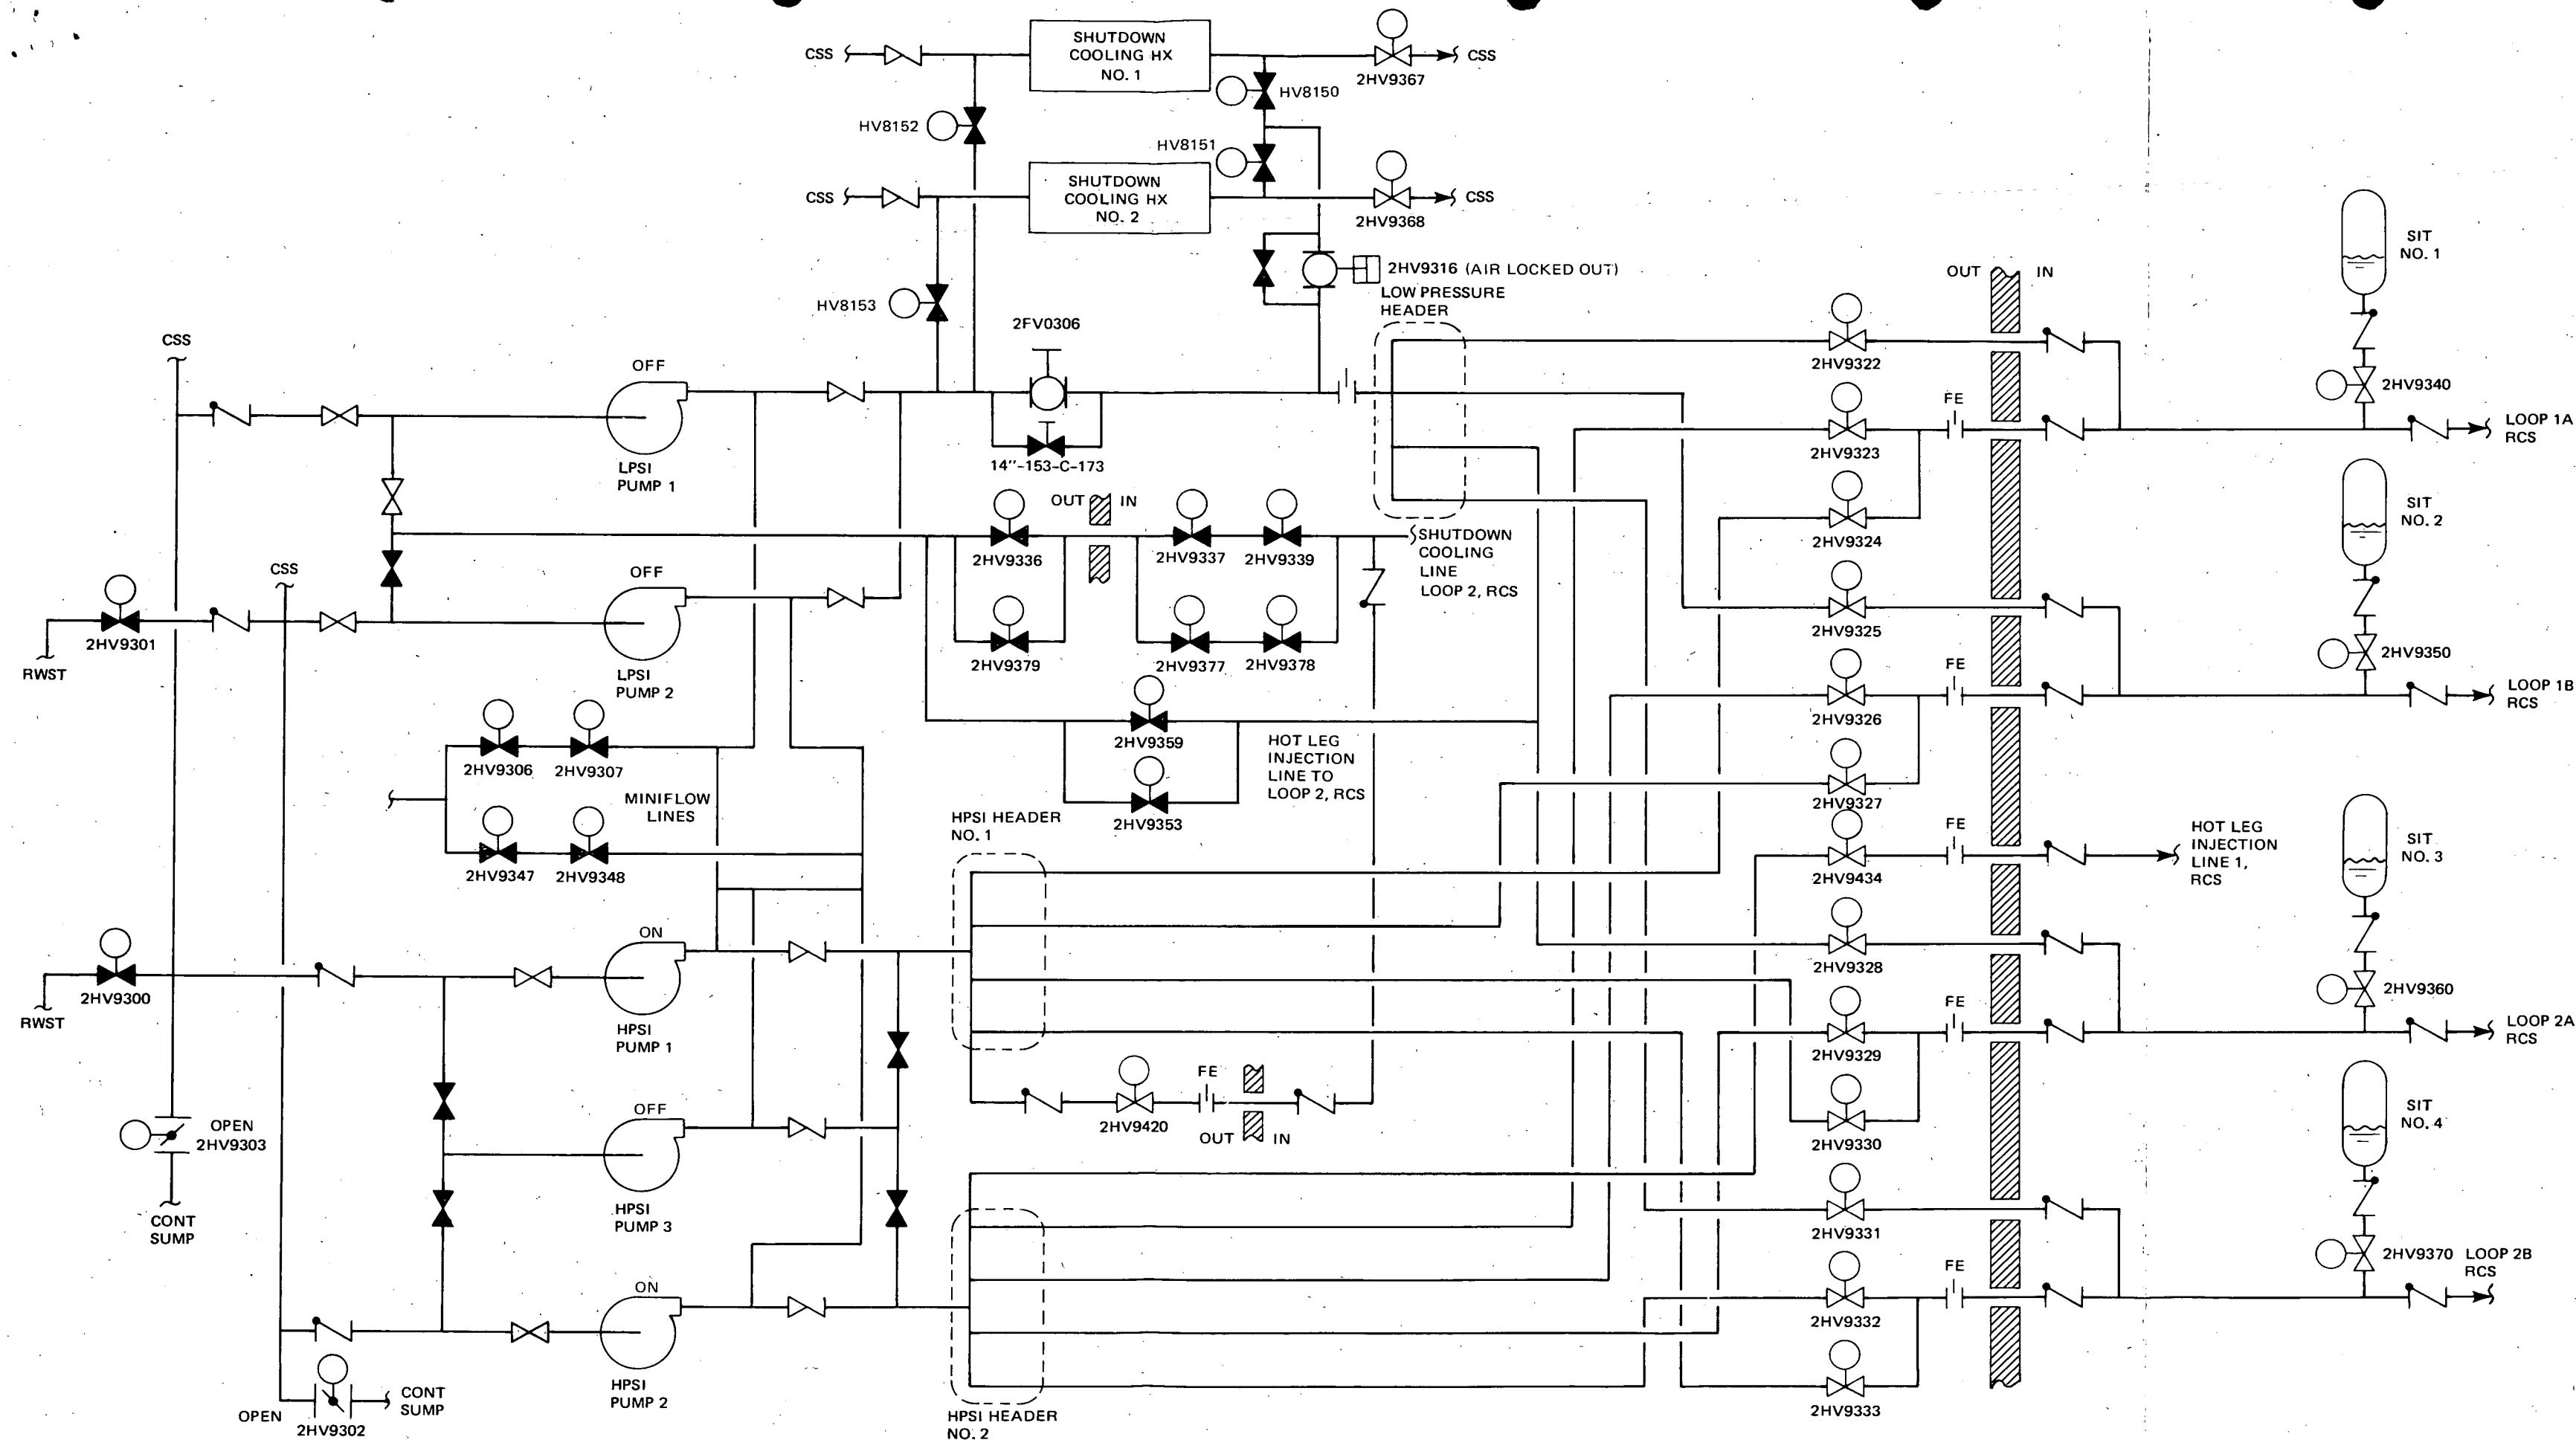 CSS
SHUTDOWN
COOLING HX
NO. 1
2HV9367
CSS
HV8150
HV8152
HV8151
CSS
SHUTDOWN
COOLING HX
NO. 2
2HV9368
CSS
2HV9316 (AIR LOCKED OUT)
LOW PRESSURE
HEADER
HV8153
2FV0306
14"-153-C-173
CSS
OFF
LPSI
PUMP 1
OUT
IN
2HV9336
2HV9337
2HV9339
SHUTDOWN
COOLING
LINE
LOOP 2, RCS
2HV9379
2HV9377
2HV9378
CSS
OFF
LPSI
PUMP 2
2HV9301
RWST
2HV9306
2HV9307
MINIFLOW
LINES
2HV9347
2HV9348
2HV9359
2HV9353
HOT LEG
INJECTION
LINE TO
LOOP 2, RCS
HPSI HEADER
NO. 1
2HV9300
RWST
ON
HPSI
PUMP 1
OPEN
2HV9303
CONT
SUMP
OFF
HPSI
PUMP 3
2HV9420
FE
OUT
IN
ON
HPSI
PUMP 2
OPEN
2HV9302
CONT
SUMP
HPSI HEADER
NO. 2
OUT
IN
2HV9322
2HV9323
FE
2HV9324
2HV9325
2HV9326
FE
2HV9327
2HV9434
FE
2HV9328
2HV9329
FE
2HV9330
2HV9331
2HV9332
FE
2HV9333
SIT
NO. 1
2HV9340
LOOP 1A
RCS
SIT
NO. 2
2HV9350
LOOP 1B
RCS
HOT LEG
INJECTION
LINE 1,
RCS
SIT
NO. 3
2HV9360
LOOP 2A
RCS
SIT
NO. 4
2HV9370
LOOP 2B
RCS